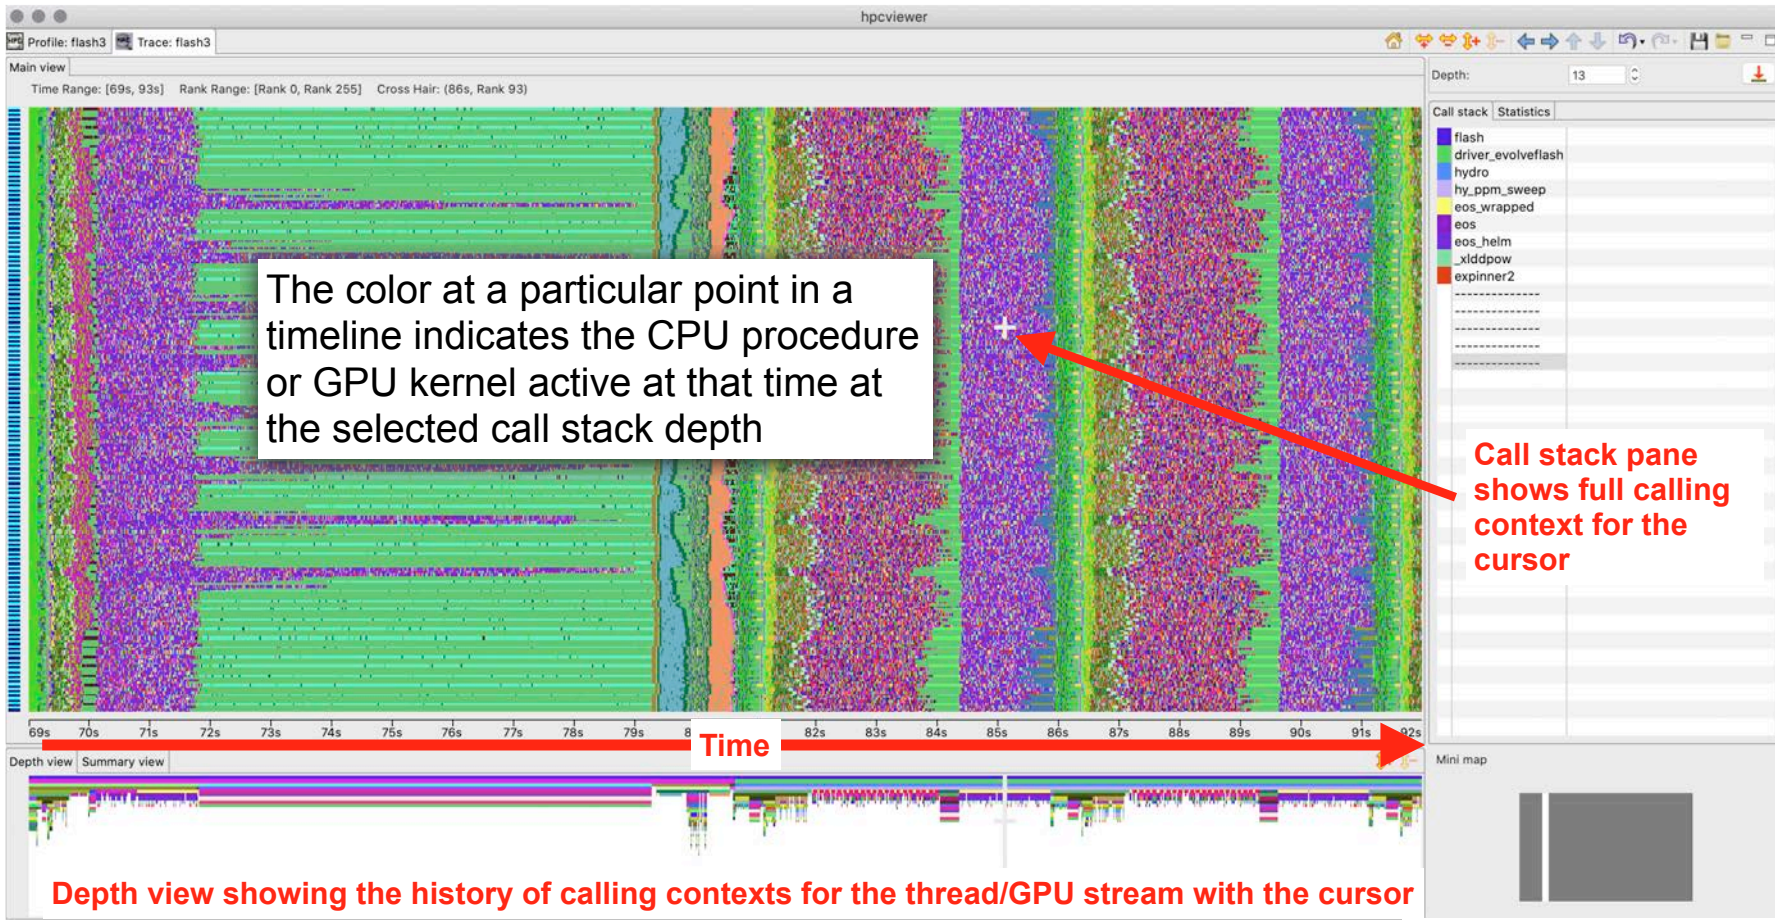 hpcviewer
Profile: flash3 Trace: flash3
Main view
Time Range: [69s, 93s] Rank Range: [Rank 0, Rank 255] Cross Hair: (86s, Rank 93)
Depth: 13
Call stack Statistics
flash
driver_evolveflash
hydro
hy_ppm_sweep
eos_wrapped
eos
eos_helm
_xlddpow
expinner2
--------------
--------------
--------------
--------------
--------------
The color at a particular point in a
timeline indicates the CPU procedure
or GPU kernel active at that time at
the selected call stack depth
Call stack pane
shows full calling
context for the
cursor
69s 70s 71s 72s 73s 74s 75s 76s 77s 78s 79s 8 82s 83s 84s 85s 86s 87s 88s 89s 90s 91s 92s
Time
Depth view Summary view
Mini map
Depth view showing the history of calling contexts for the thread/GPU stream with the cursor